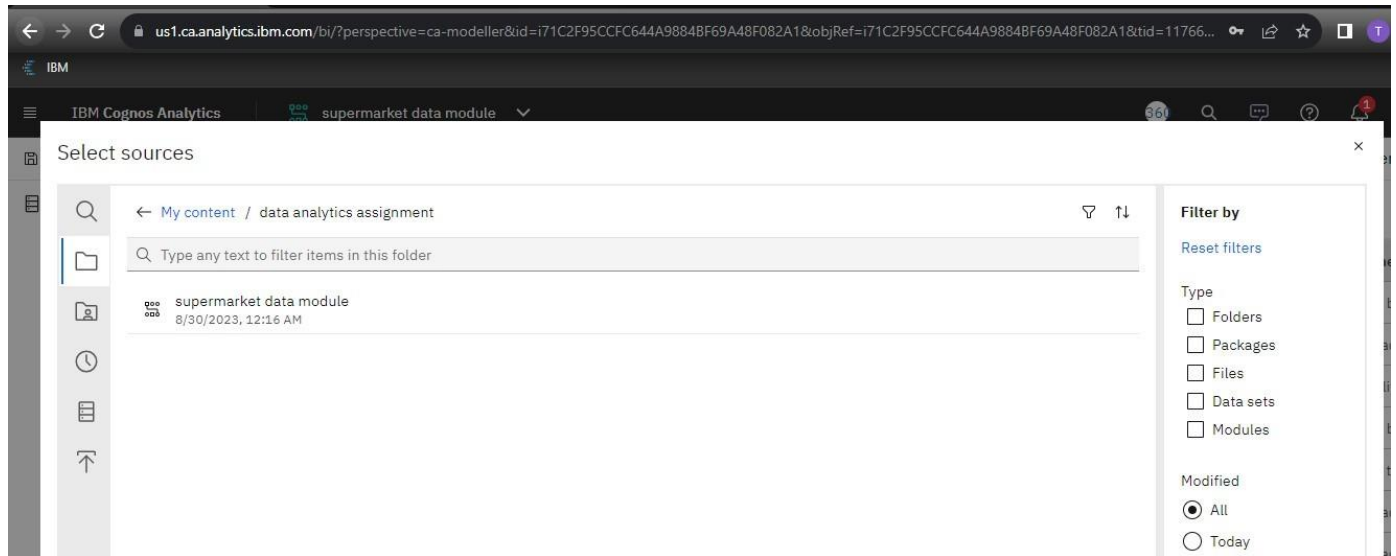 us1.ca.analytics.ibm.com/bi/?perspective=ca-modeller&id=i71C2F95CCFC644A9884BF69A48F082A1&objRef=i71C2F95CCFC644A9884BF69A48F082A1&tid=11766... T
IBM
IBM Cognos Analytics supermarket data module 360 1
Select sources
← My content / data analytics assignment
Filter by
Type any text to filter items in this folder
Reset filters
supermarket data module
8/30/2023, 12:16 AM
Type
Folders
Packages
Files
Data sets
Modules
Modified
All
Today